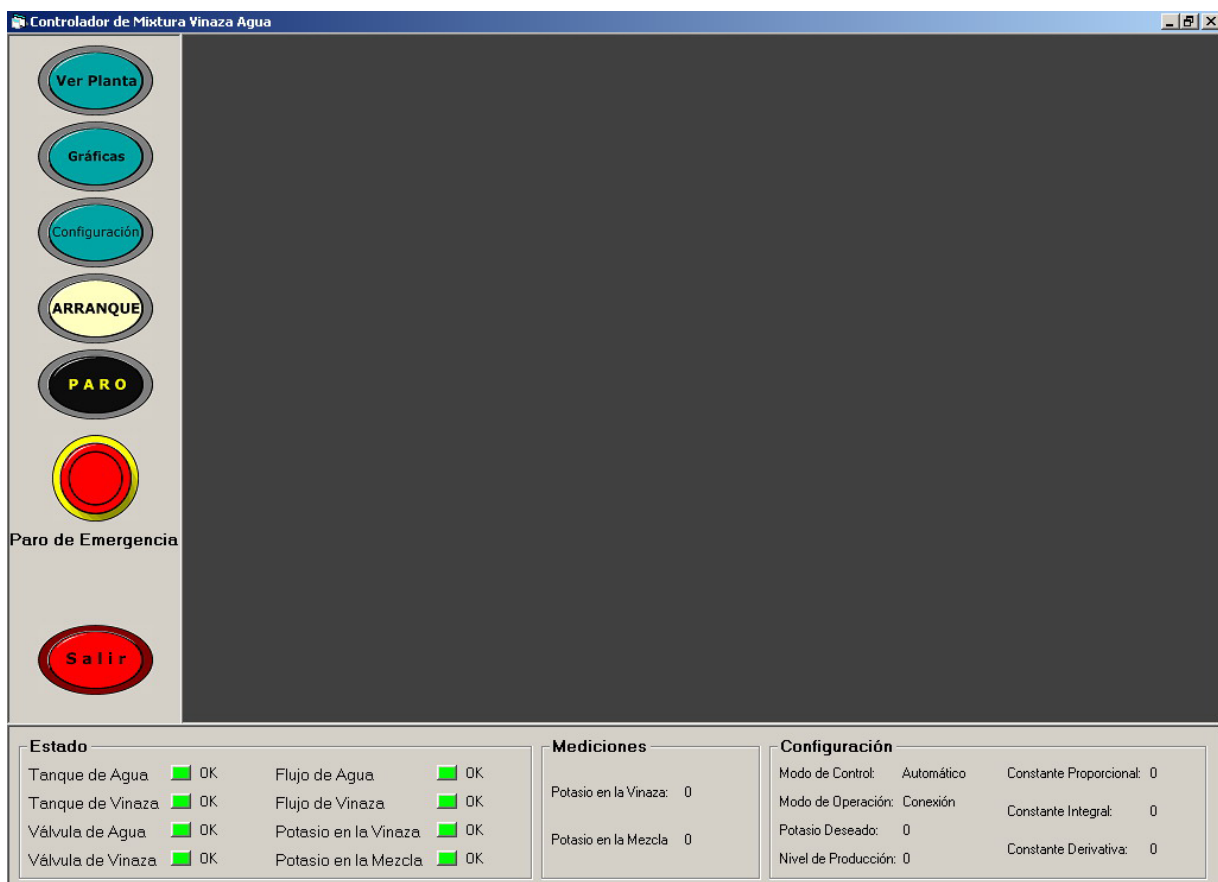 Controlador de Mixtura Vinaza Agua
Ver Planta
Gráficas
Configuración
ARRANQUE
PARO
Paro de Emergencia
Salir
Estado
Tanque de Agua OK Flujo de Agua OK
Tanque de Vinaza OK Flujo de Vinaza OK
Válvula de Agua OK Potasio en la Vinaza OK
Válvula de Vinaza OK Potasio en la Mezcla OK
Mediciones
Potasio en la Vinaza: 0
Potasio en la Mezcla 0
Configuración
Modo de Control: Automático
Modo de Operación: Conexión
Potasio Deseado: 0
Nivel de Producción: 0
Constante Proporcional: 0
Constante Integral: 0
Constante Derivativa: 0